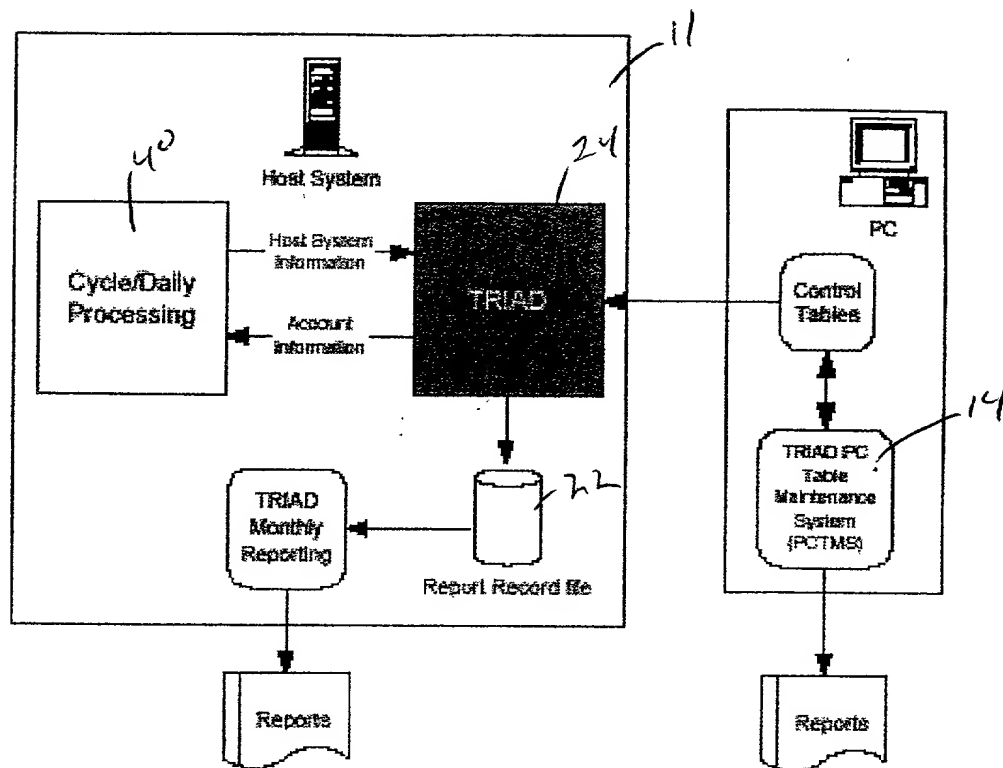 11
40
24
Host System
PC
Cycle/Daily
Processing
Host System
Information
Account
Information
TRIAD
Control
Tables
14
TRIAD PC
Table
Maintenance
System
(PCTMS)
22
TRIAD
Monthly
Reporting
Report Record file
Reports
Reports